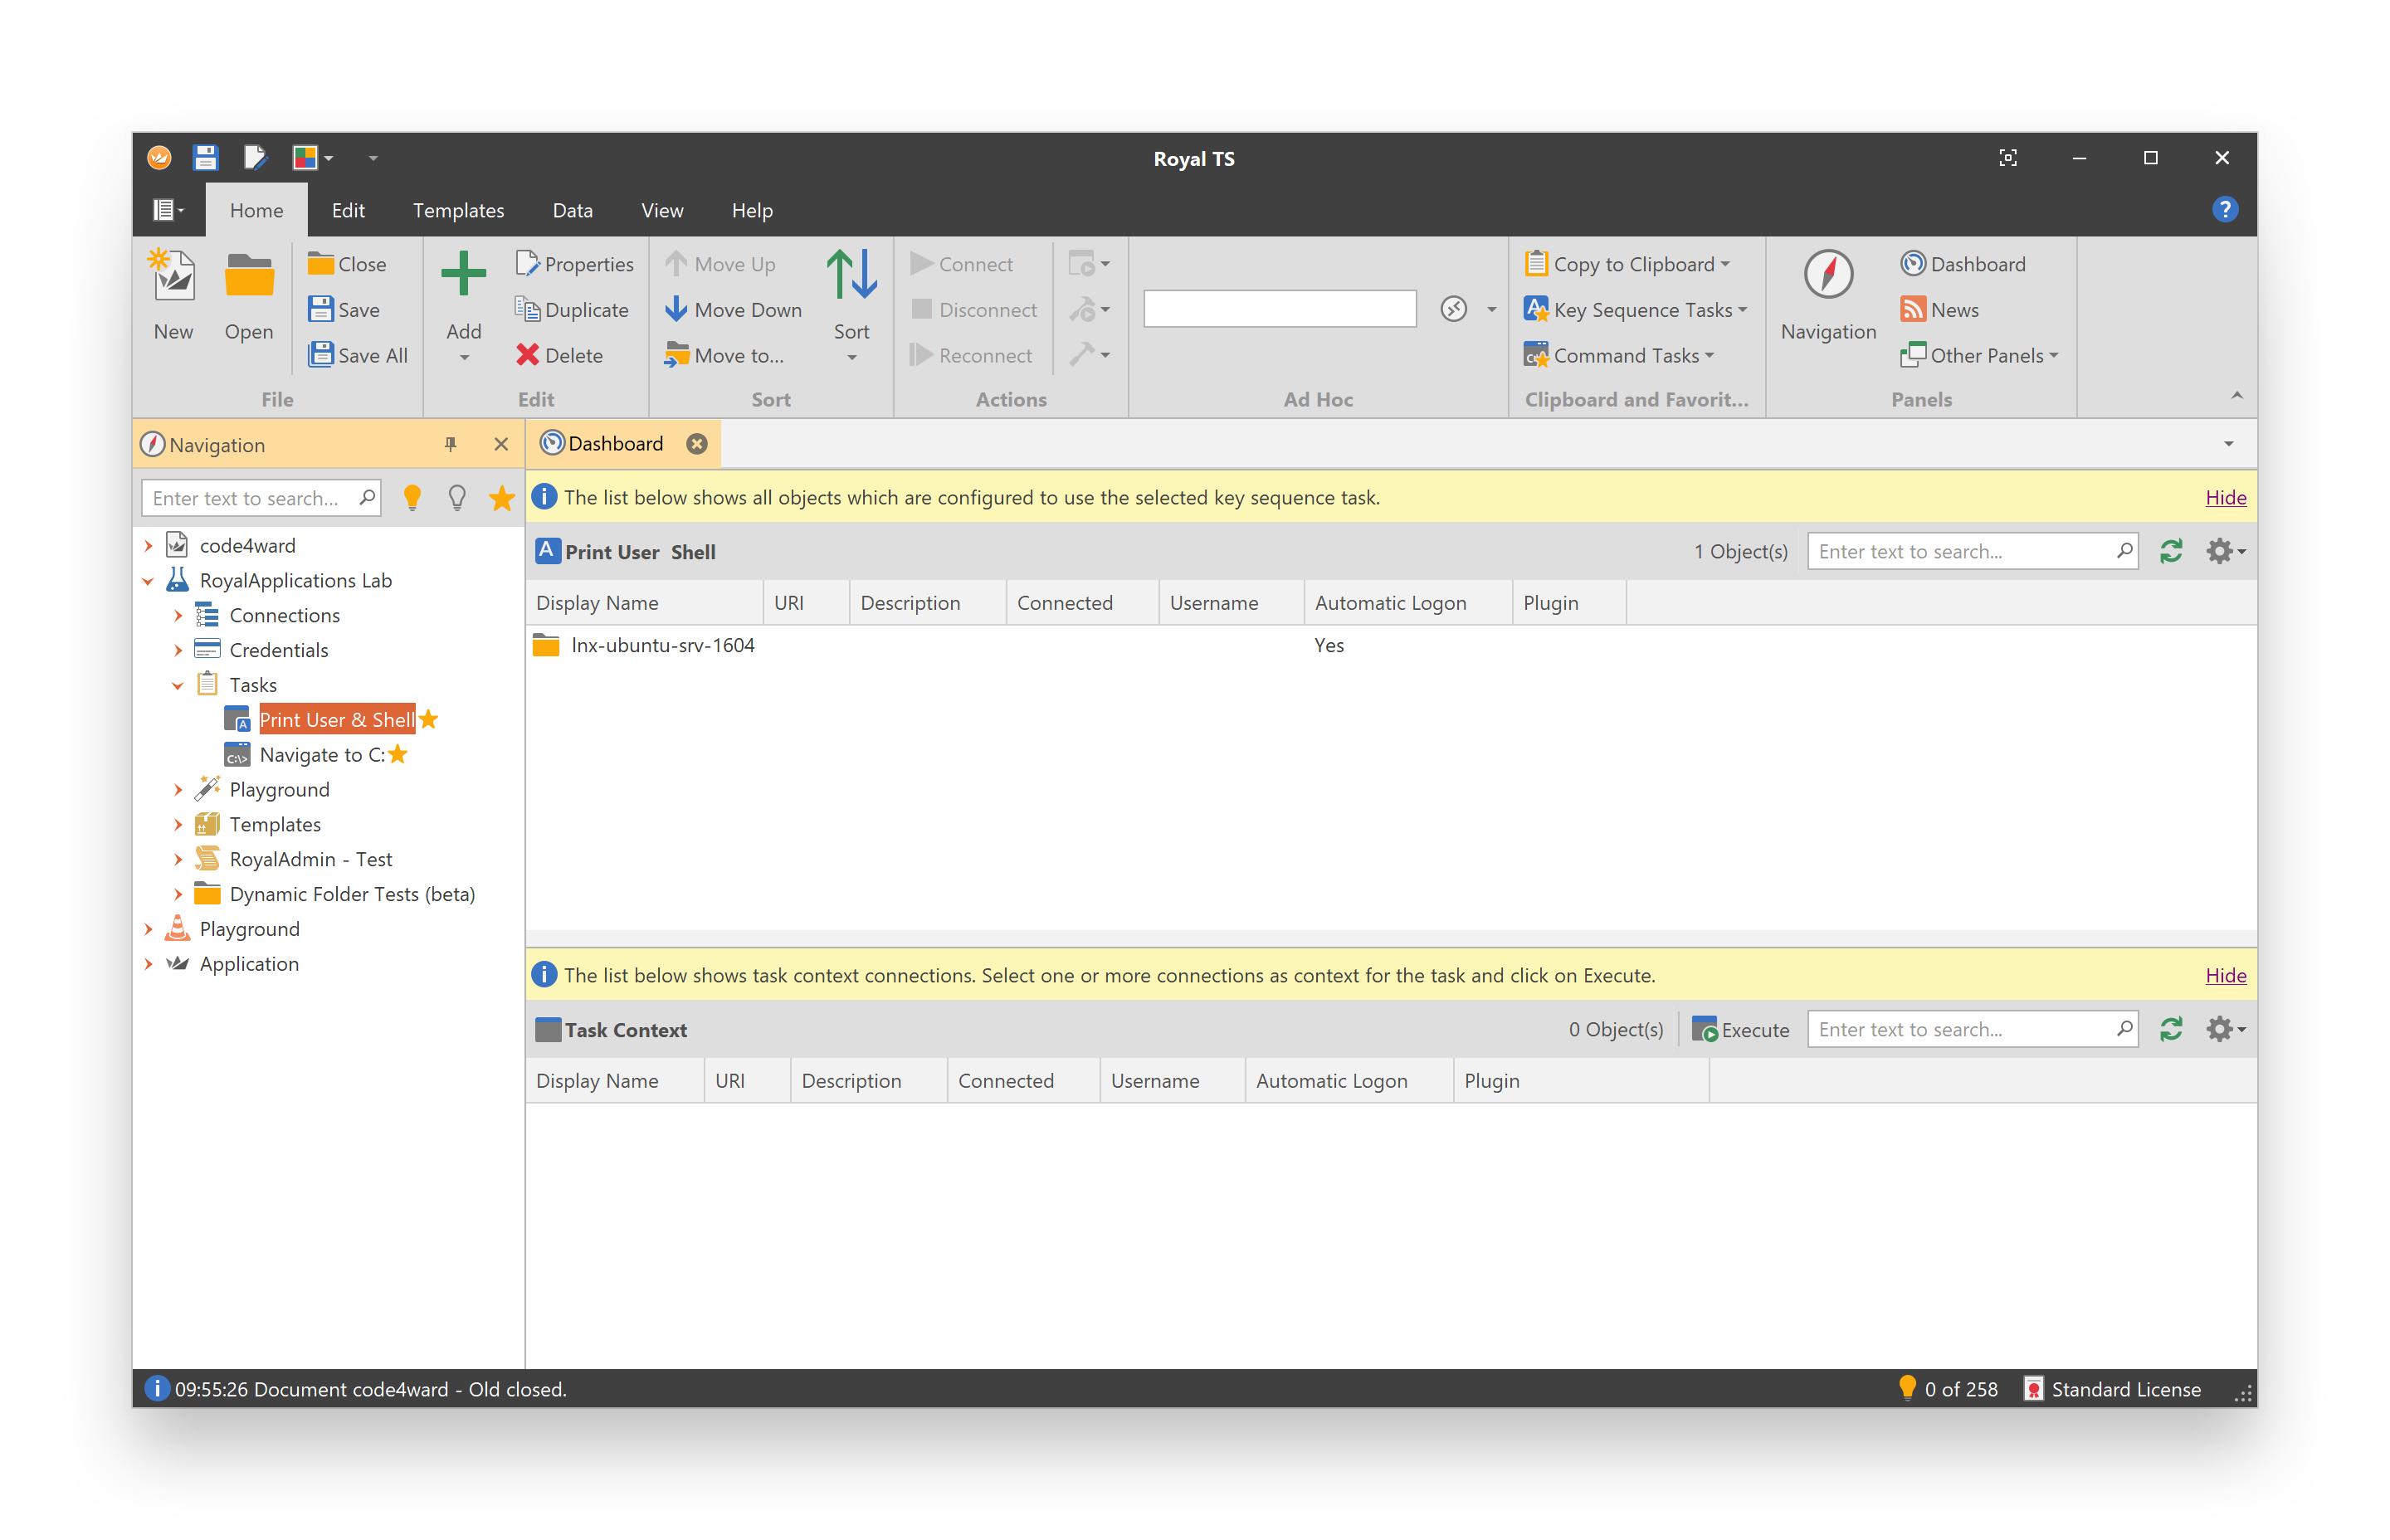 Royal TS
Home Edit Templates Data View Help
New Open Close Save Save All
File
Add Properties Duplicate Delete
Edit
Move Up Move Down Move to... Sort
Sort
Connect Disconnect Reconnect
Actions
Ad Hoc
Copy to Clipboard
Key Sequence Tasks
Command Tasks
Clipboard and Favorit...
Navigation Dashboard News Other Panels
Panels
Navigation
Enter text to search...
code4ward
RoyalApplications Lab
Connections
Credentials
Tasks
Print User & Shell
Navigate to C:
Playground
Templates
RoyalAdmin - Test
Dynamic Folder Tests (beta)
Playground
Application
Dashboard
The list below shows all objects which are configured to use the selected key sequence task. Hide
Print User  Shell 1 Object(s) Enter text to search...
Display Name URI Description Connected Username Automatic Logon Plugin
lnx-ubuntu-srv-1604 Yes
The list below shows task context connections. Select one or more connections as context for the task and click on Execute. Hide
Task Context 0 Object(s) Execute Enter text to search...
Display Name URI Description Connected Username Automatic Logon Plugin
09:55:26 Document code4ward - Old closed. 0 of 258 Standard License